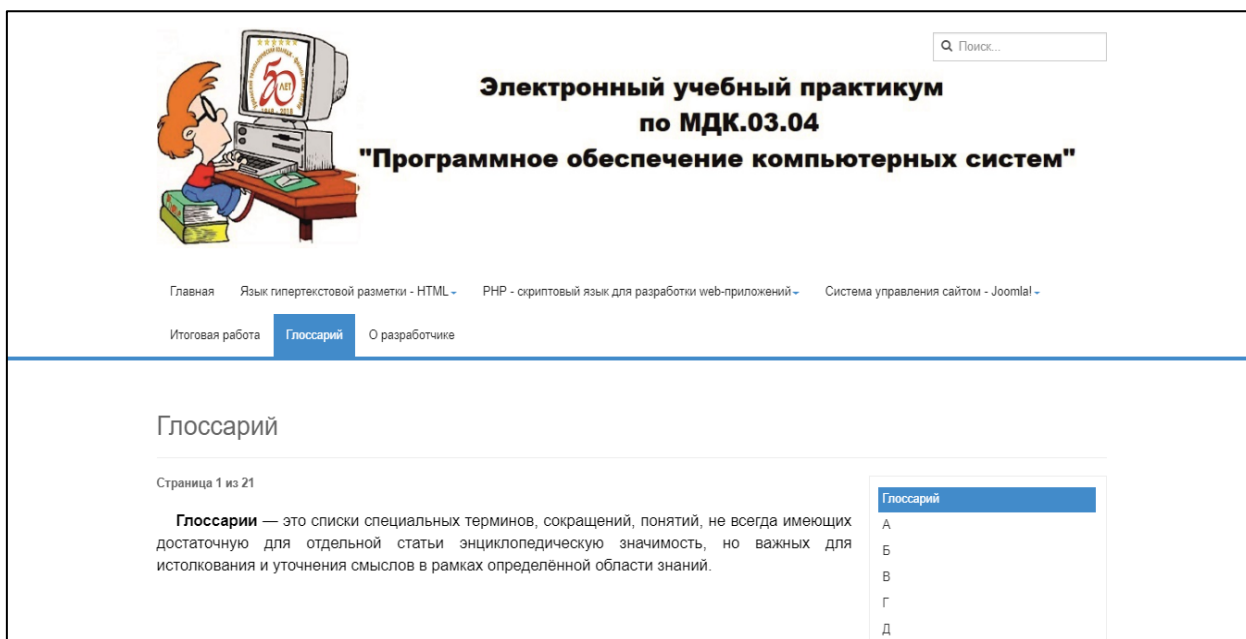 50
ЛЕТ
Поиск...
Электронный учебный практикум
по МДК.03.04
"Программное обеспечение компьютерных систем"
Главная Язык гипертекстовой разметки - HTML PHP - скриптовый язык для разработки web-приложений Система управления сайтом - Joomla!
Итоговая работа Глоссарий О разработчике
Глоссарий
Страница 1 из 21
Глоссарии — это списки специальных терминов, сокращений, понятий, не всегда имеющих
достаточную для отдельной статьи энциклопедическую значимость, но важных для
истолкования и уточнения смыслов в рамках определённой области знаний.
Глоссарий
А
Б
В
Г
Д